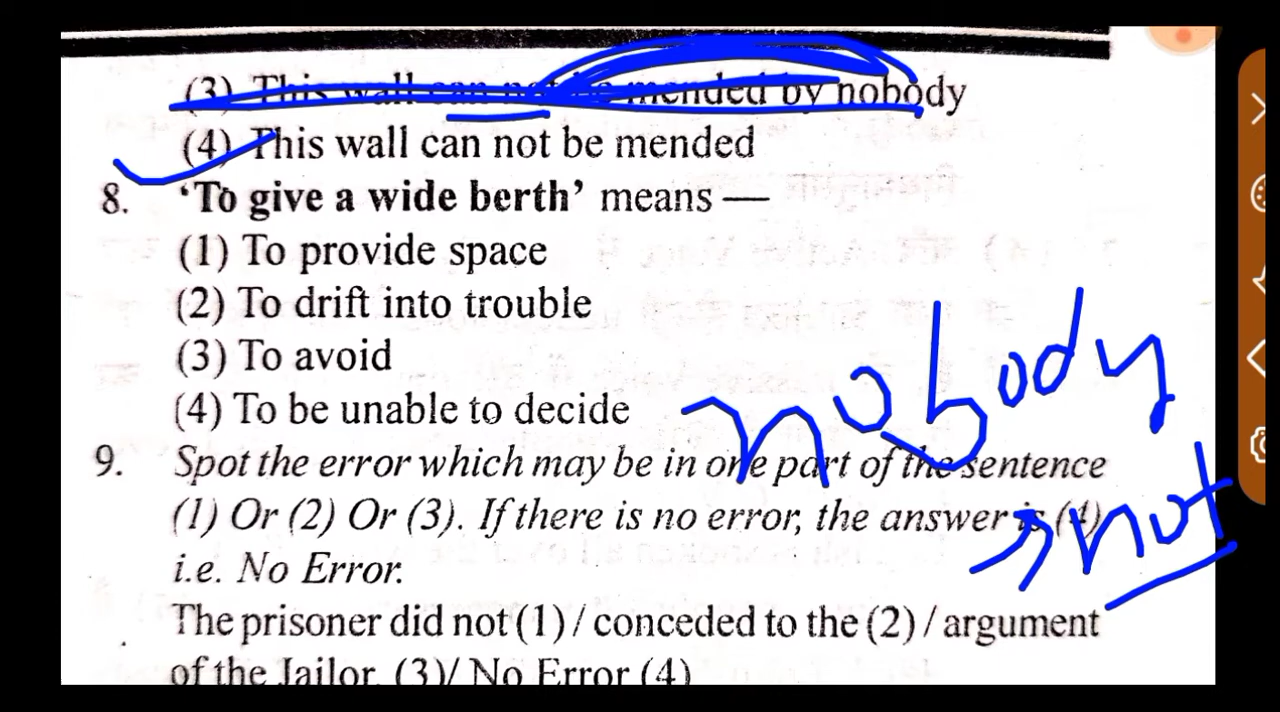 (3) This wall can not be mended by nobody
(4) This wall can not be mended
8. 'To give a wide berth' means —
(1) To provide space
(2) To drift into trouble
(3) To avoid
(4) To be unable to decide
nobody
9. Spot the error which may be in one part of the sentence
(1) Or (2) Or (3). If there is no error, the answer is (4)
→ not
i.e. No Error.
The prisoner did not (1) / conceded to the (2) / argument
of the Jailor. (3)/ No Error (4)